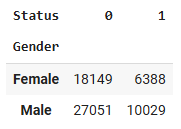 Status 0 1
Gender
Female 18149 6388
Male 27051 10029